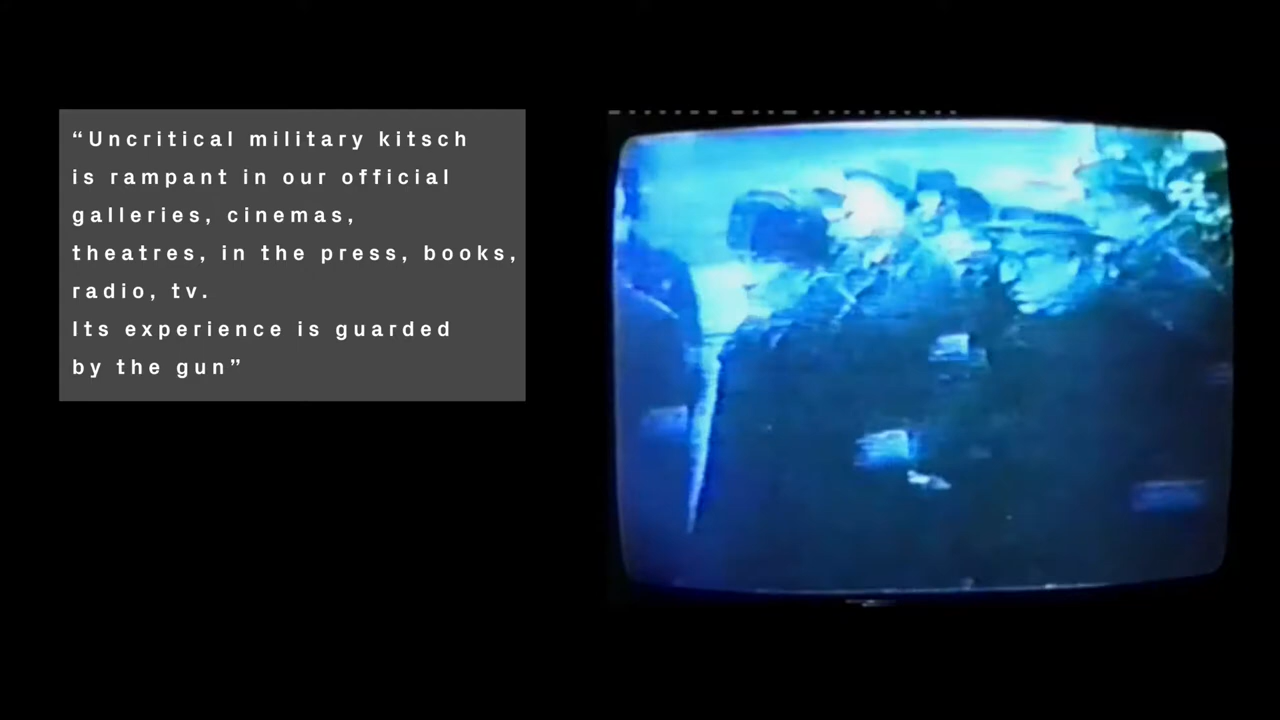 “Uncritical military kitsch
is rampant in our official
galleries, cinemas,
theatres, in the press, books,
radio, tv.
Its experience is guarded
by the gun”